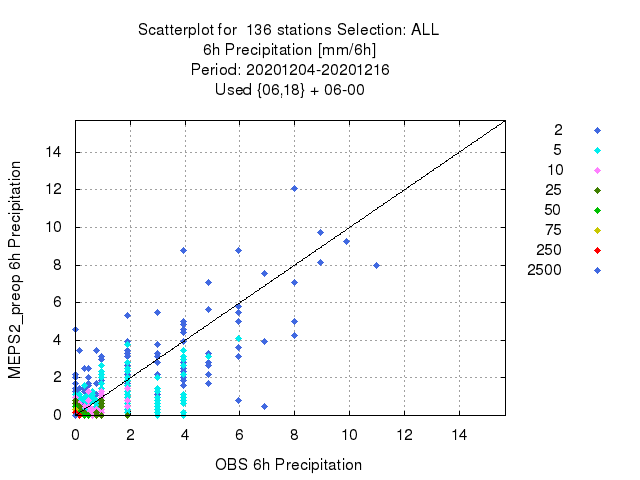 Scatterplot for 136 stations Selection: ALL
6h Precipitation [mm/6h]
Period: 20201204-20201216
Used {06,18} + 06-00
MEPS2_preop 6h Precipitation
14
12
10
8
6
4
2
0
0 2 4 6 8 10 12 14
OBS 6h Precipitation
2
5
10
25
50
75
250
2500